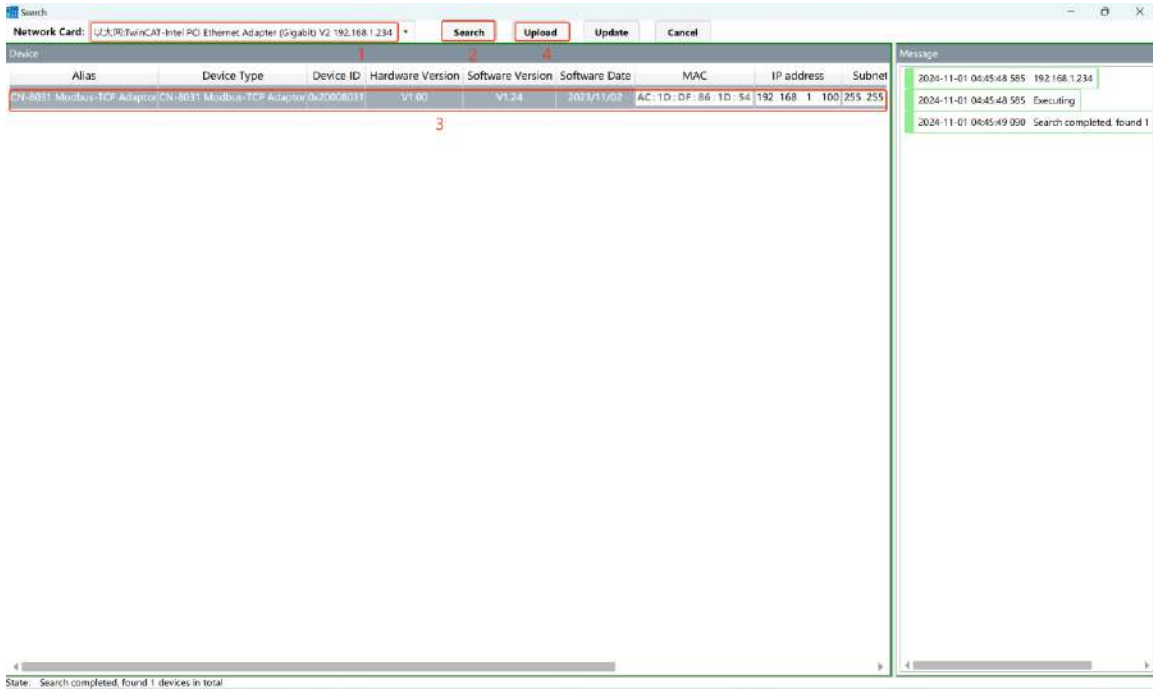 Search
Network Card: 以太网:TwinCAT-Intel PCI Ethernet Adapter (Gigabit) V2 192.168.1.234 Search Upload Update Cancel
1 2 4
Device
Message
Alias Device Type Device ID Hardware Version Software Version Software Date MAC IP address Subnet
CN-8031 Modbus-TCP Adaptor CN-8031 Modbus-TCP Adaptor 0x20008031 V1.00 V1.24 2023/11/02 AC:1D:DF:86:1D:54 192 168 1 100 255 255
3
2024-11-01 04:45:48 585 192.168.1.234
2024-11-01 04:45:48 585 Executing
2024-11-01 04:45:49 090 Search completed, found 1
State: Search completed, found 1 devices in total